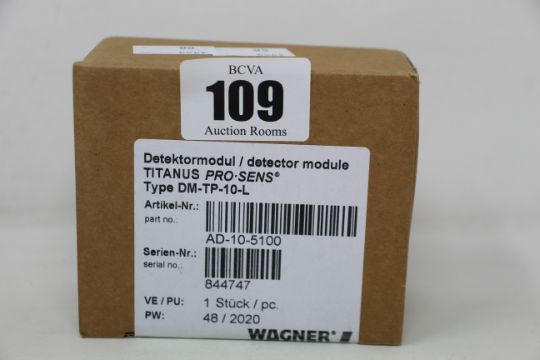 BCVA
109
Auction Rooms
Detektormodul / detector module
TITANUS PRO·SENS®
Type DM-TP-10-L
Artikel-Nr.:
part no.:
AD-10-5100
Serien-Nr.:
serial no.:
844747
VE / PU: 1 Stück / pc.
PW: 48 / 2020
WAGNER